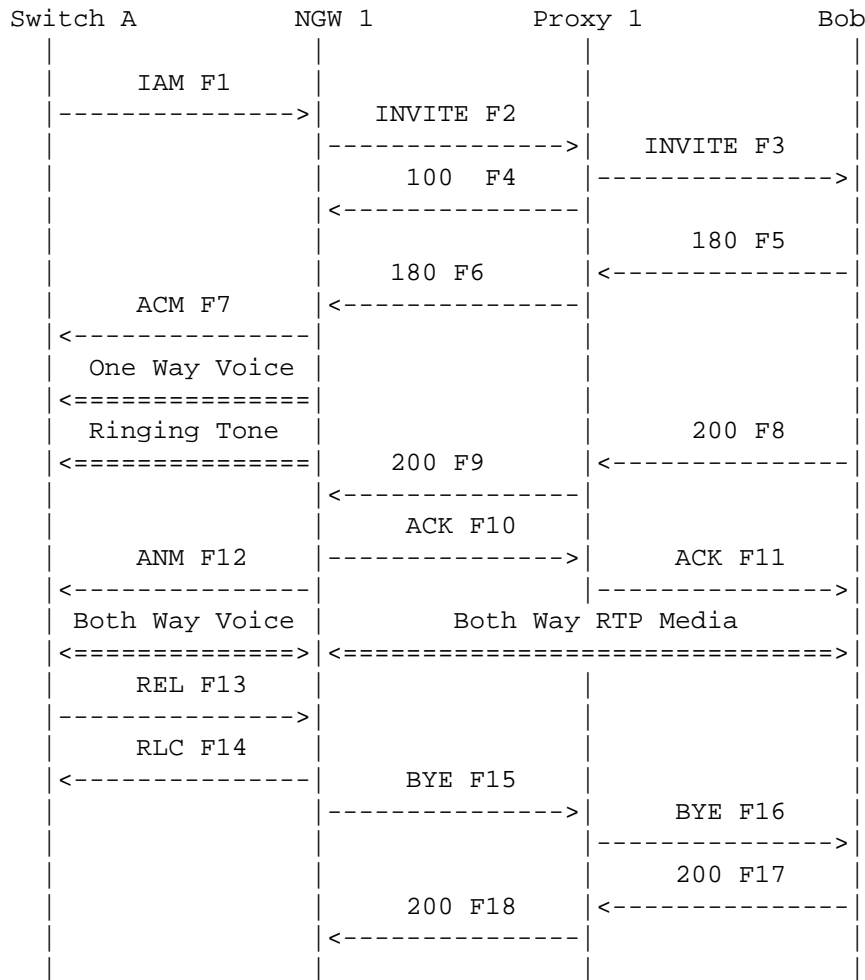 Switch A NGW 1 Proxy 1 Bob
| | | |
| IAM F1 | | |
|--------------->| INVITE F2 | |
| |--------------->| INVITE F3 |
| | 100 F4 |--------------->|
| |<---------------| |
| | | 180 F5 |
| | 180 F6 |<---------------|
| ACM F7 |<---------------| |
|<---------------| | |
| One Way Voice | | |
|<===============| | |
| Ringing Tone | | 200 F8 |
|<===============| 200 F9 |<---------------|
| |<---------------| |
| | ACK F10 | |
| ANM F12 |--------------->| ACK F11 |
|<---------------| |--------------->|
| Both Way Voice | Both Way RTP Media |
|<==============>|<===============================>|
| REL F13 | | |
|--------------->| | |
| RLC F14 | | |
|<---------------| BYE F15 | |
| |--------------->| BYE F16 |
| | |--------------->|
| | | 200 F17 |
| | 200 F18 |<---------------|
| |<---------------| |
| | | |